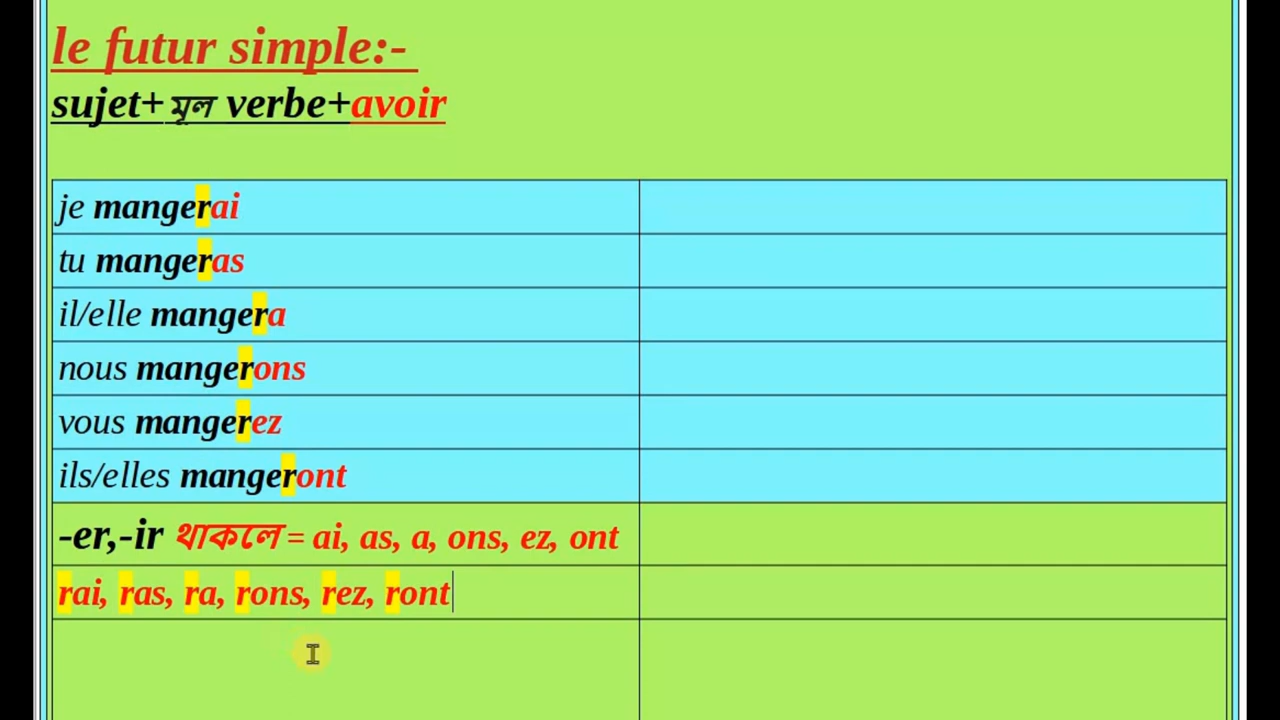 le futur simple:-
sujet+ মূল verbe+avoir
je mangerai
tu mangeras
il/elle mangera
nous mangerons
vous mangerez
ils/elles mangeront
-er,-ir থাকলে = ai, as, a, ons, ez, ont
rai, ras, ra, rons, rez, ront